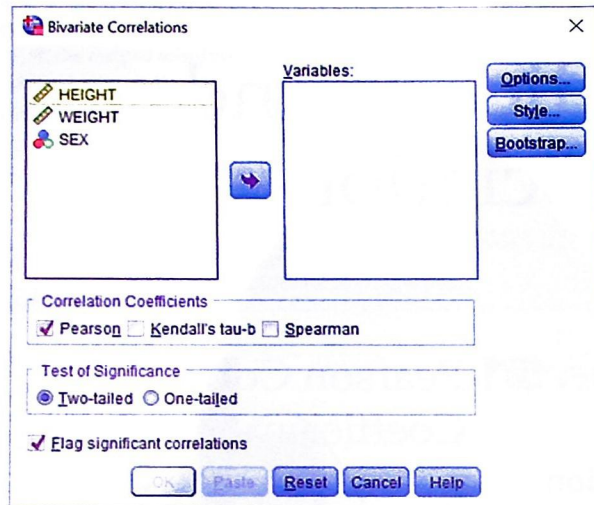 Bivariate Correlations
Variables:
HEIGHT
WEIGHT
SEX
Options...
Style...
Bootstrap...
Correlation Coefficients
Pearson Kendall's tau-b Spearman
Test of Significance
Two-tailed One-tailed
Flag significant correlations
OK Paste Reset Cancel Help